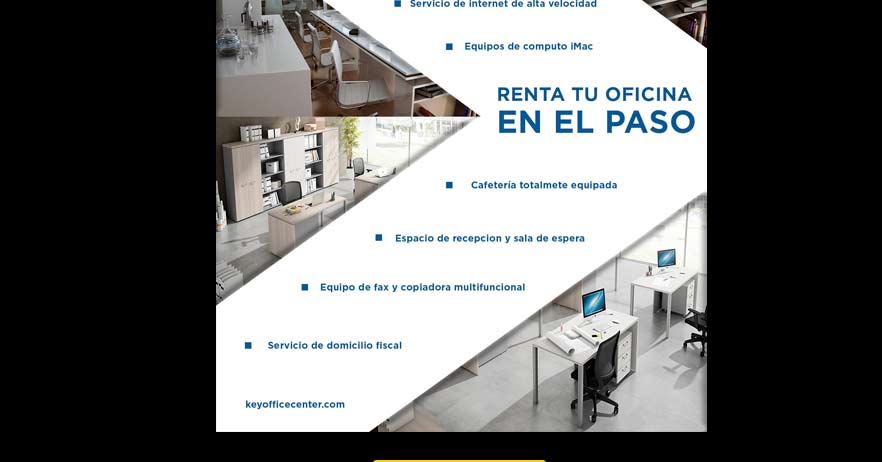 Servicio de internet de alta velocidad
Equipos de computo iMac
RENTA TU OFICINA
EN EL PASO
Cafetería totalmete equipada
Espacio de recepcion y sala de espera
Equipo de fax y copiadora multifuncional
Servicio de domicilio fiscal
keyofficecenter.com